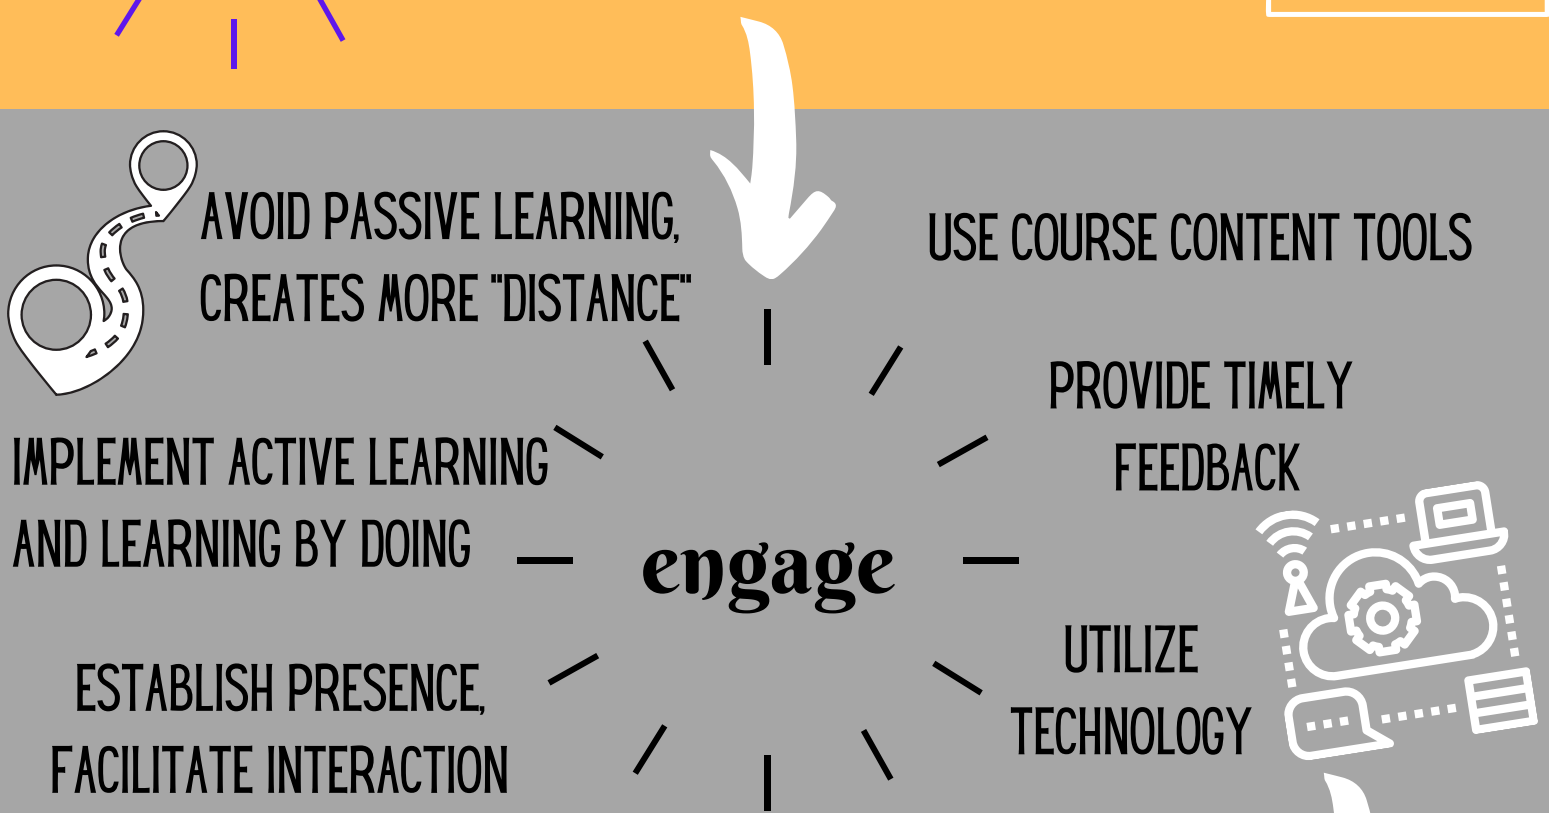 AVOID PASSIVE LEARNING,
CREATES MORE "DISTANCE"
USE COURSE CONTENT TOOLS
PROVIDE TIMELY
FEEDBACK
IMPLEMENT ACTIVE LEARNING
AND LEARNING BY DOING
engage
UTILIZE
TECHNOLOGY
ESTABLISH PRESENCE,
FACILITATE INTERACTION